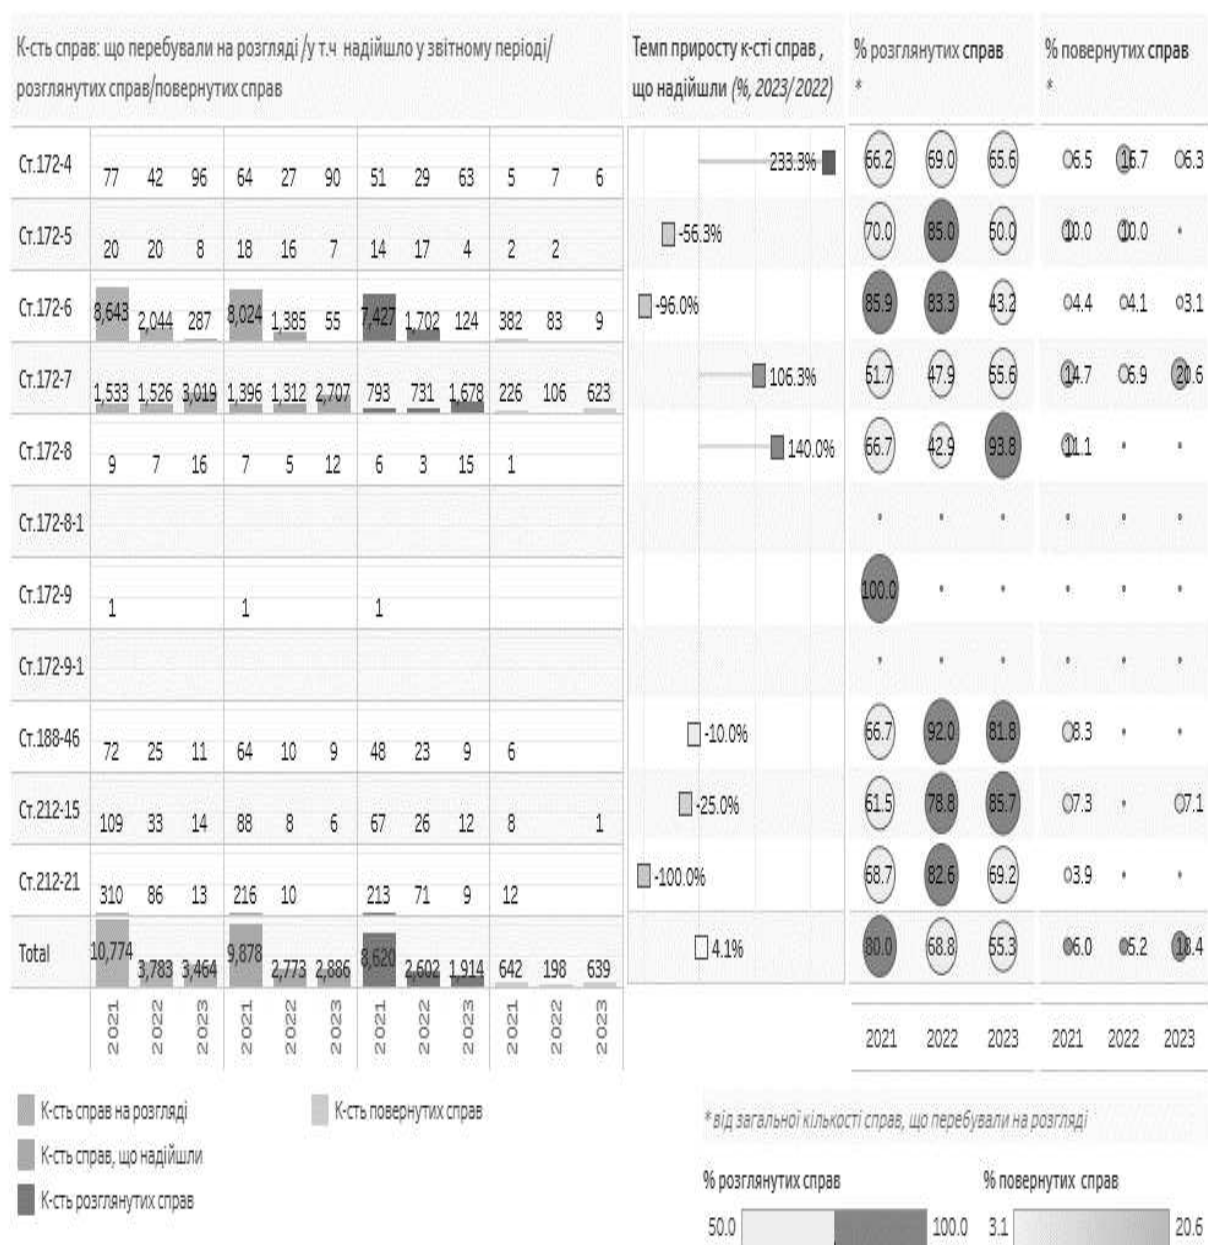 К-сть справ: що перебували на розгляді /у т.ч надійшло у звітному періоді/
розглянутих справ/повернутих справ
Темп приросту к-сті справ ,
що надійшли (%, 2023/2022)
% розглянутих справ
*
% повернутих справ
*
Ст.172-4 77 42 96 64 27 90 51 29 63 5 7 6 233.3% 66.2 69.0 65.6 6.5 16.7 6.3
Ст.172-5 20 20 8 18 16 7 14 17 4 2 2 -56.3% 70.0 85.0 50.0 10.0 10.0
Ст.172-6 8,643 2,044 287 8,024 1,385 55 7,427 1,702 124 382 83 9 -96.0% 85.9 83.3 43.2 4.4 4.1 3.1
Ст.172-7 1,533 1,526 3,019 1,396 1,312 2,707 793 731 1,678 226 106 623 106.3% 51.7 47.9 55.6 14.7 6.9 20.6
Ст.172-8 9 7 16 7 5 12 6 3 15 1 140.0% 66.7 42.9 93.8 11.1
Ст.172-8-1
Ст.172-9 1 1 1 100.0
Ст.172-9-1
Ст.188-46 72 25 11 64 10 9 48 23 9 6 -10.0% 66.7 92.0 81.8 8.3
Ст.212-15 109 33 14 88 8 6 67 26 12 8 1 -25.0% 61.5 78.8 85.7 7.3 7.1
Ст.212-21 310 86 13 216 10 213 71 9 12 -100.0% 68.7 82.6 69.2 3.9
Total 10,774 3,783 3,464 9,878 2,773 2,886 8,620 2,602 1,914 642 198 639 4.1% 80.0 68.8 55.3 6.0 5.2 18.4
2021 2022 2023 2021 2022 2023 2021 2022 2023 2021 2022 2023
2021 2022 2023 2021 2022 2023
К-сть справ на розгляді
К-сть справ, що надійшли
К-сть розглянутих справ
К-сть повернутих справ
* від загальної кількості справ, що перебували на розгляді
% розглянутих справ
50.0 100.0
% повернутих справ
3.1 20.6